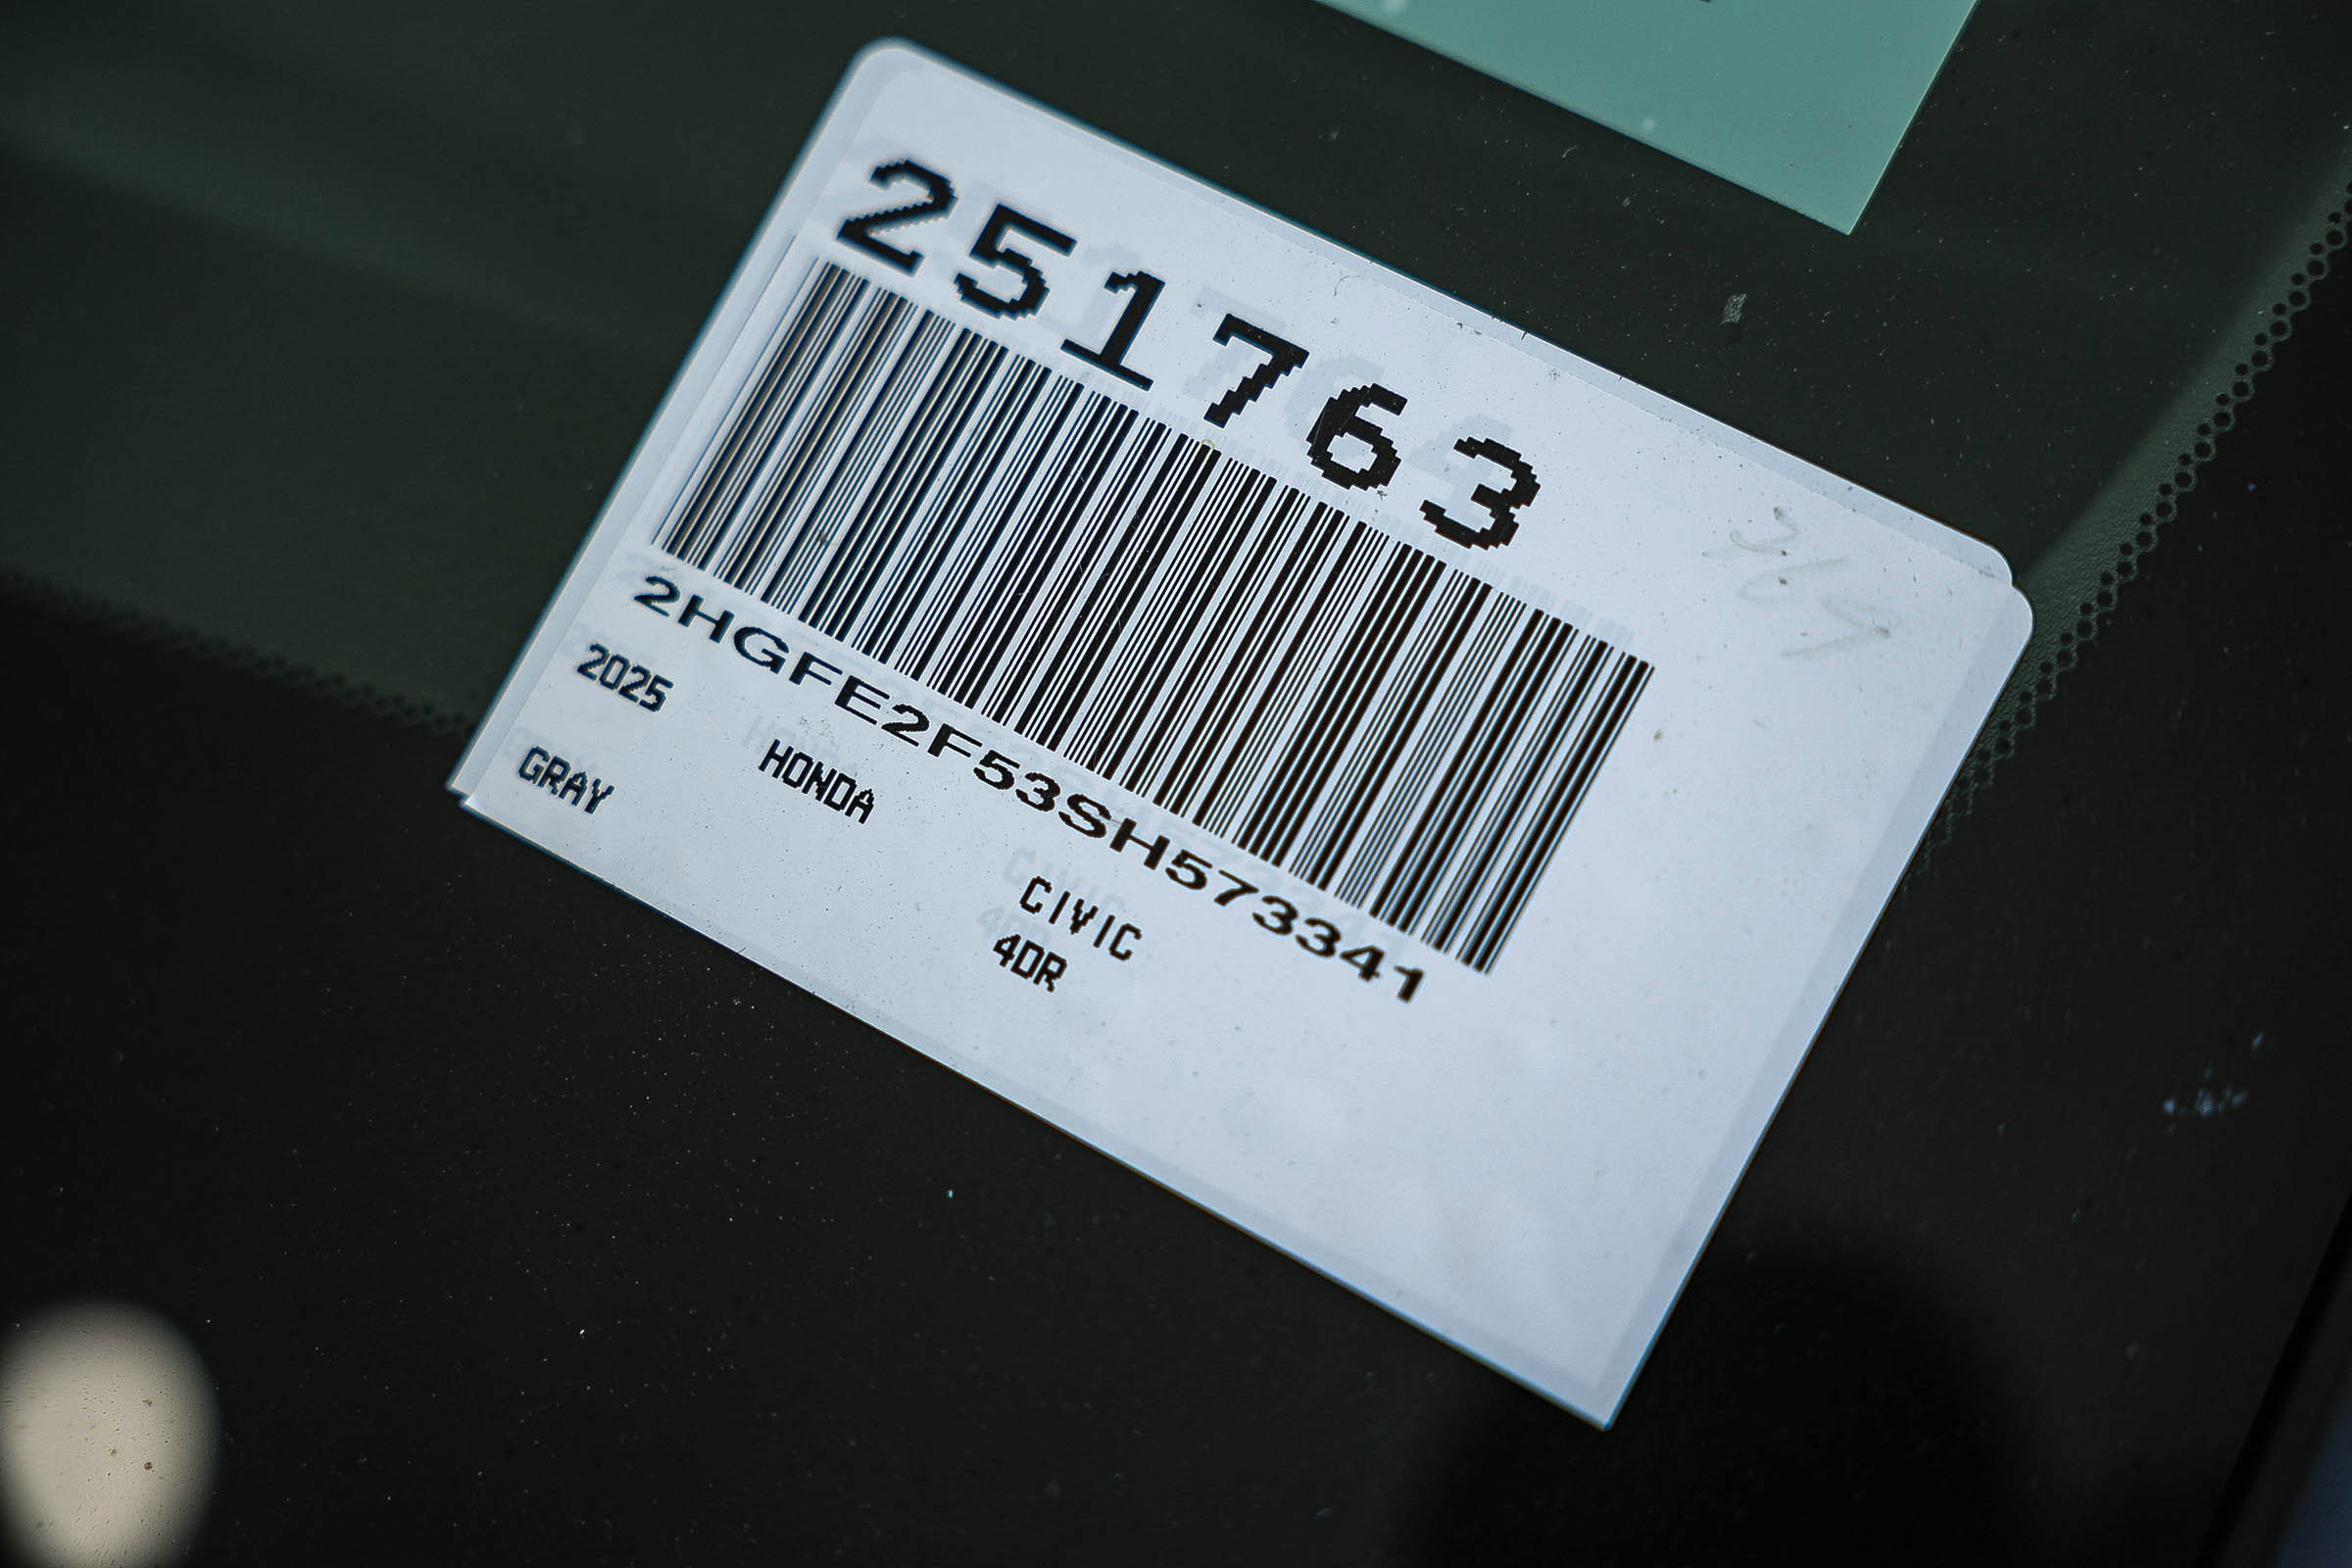 251763
2HGFE2F53SH573341
2025 HONDA CIVIC
GRAY 4DR